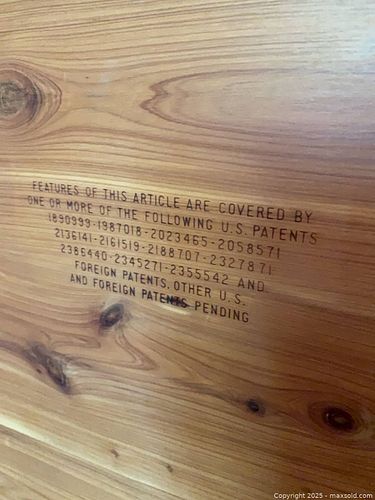 FEATURES OF THIS ARTICLE ARE COVERED BY
ONE OR MORE OF THE FOLLOWING U.S. PATENTS
1890999-1987018-2023465-2058571
2136141-2161519-2188707-2327871
2386440-2345271-2355542 AND
FOREIGN PATENTS, OTHER U.S.
AND FOREIGN PATENTS PENDING
Copyright 2025 - maxsold.com